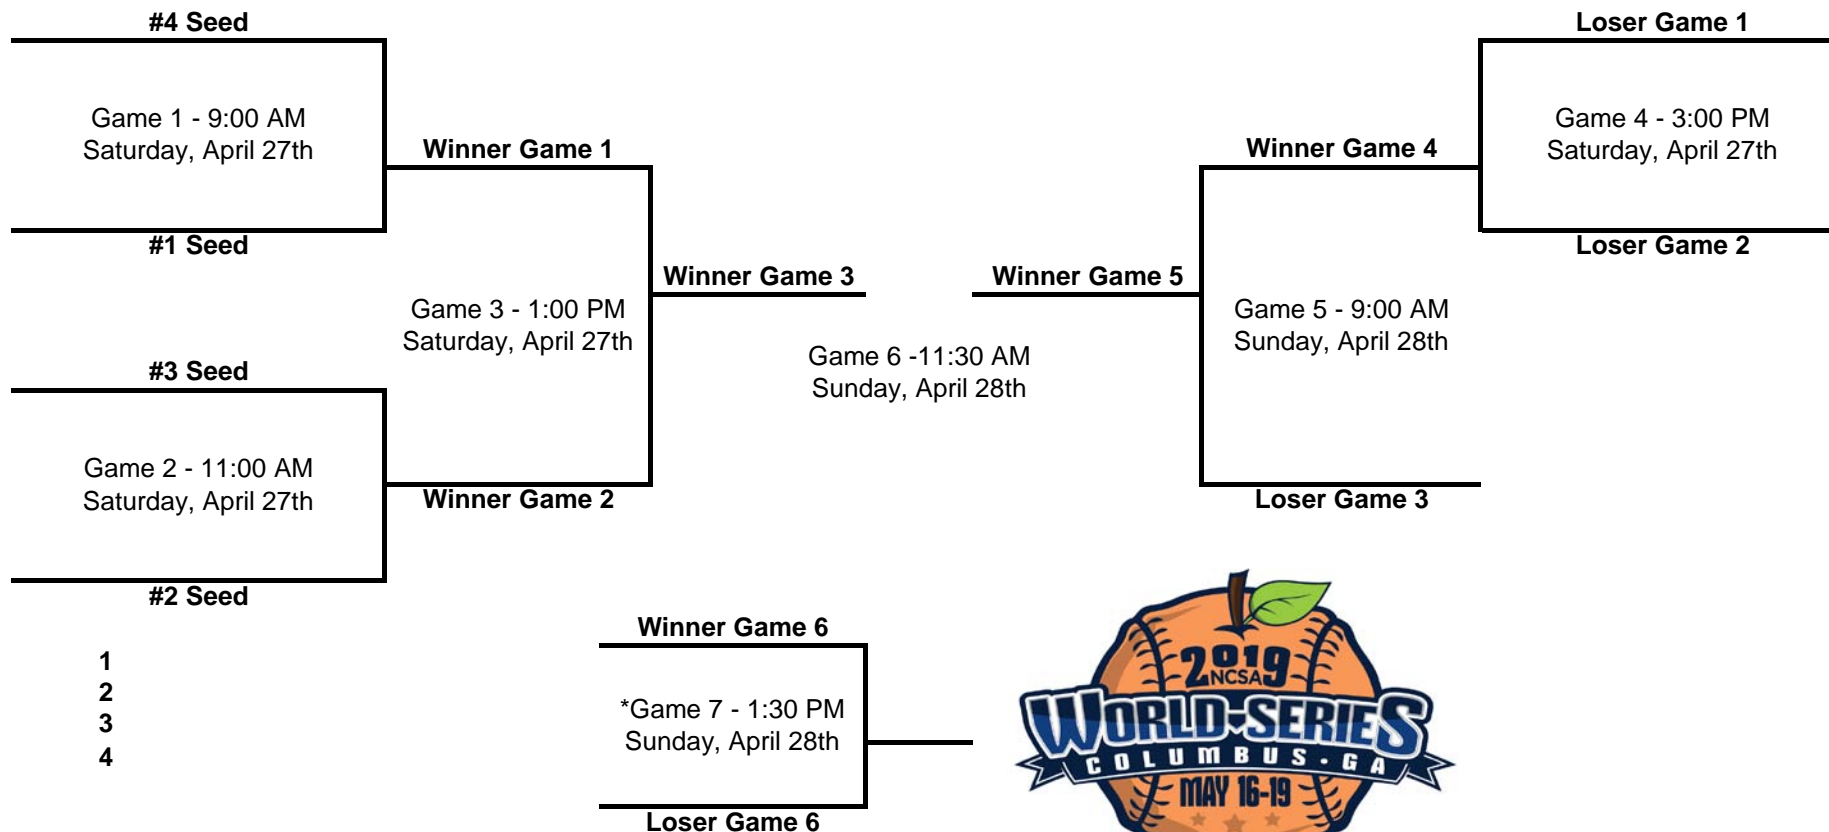 #4 Seed
Game 1 - 9:00 AM
Saturday, April 27th
#1 Seed
Winner Game 1
Game 3 - 1:00 PM
Saturday, April 27th
Winner Game 2
#3 Seed
Game 2 - 11:00 AM
Saturday, April 27th
#2 Seed
Winner Game 3
Game 6 -11:30 AM
Sunday, April 28th
Winner Game 5
Winner Game 4
Game 5 - 9:00 AM
Sunday, April 28th
Loser Game 3
Loser Game 1
Game 4 - 3:00 PM
Saturday, April 27th
Loser Game 2
1
2
3
4
Winner Game 6
*Game 7 - 1:30 PM
Sunday, April 28th
Loser Game 6
2019
NCSA
WORLD SERIES
COLUMBUS • GA
MAY 16-19